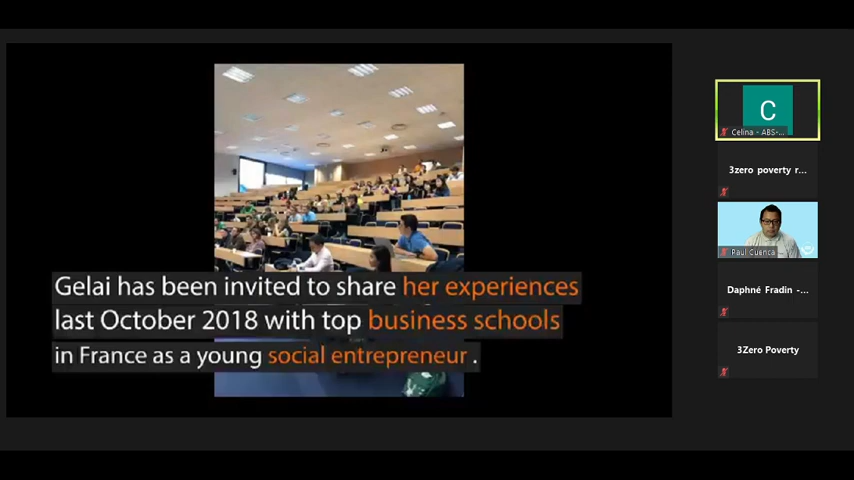 Gelai has been invited to share her experiences
last October 2018 with top business schools
in France as a young social entrepreneur .
C
Celina - ABS-...
3zero poverty r...
Paul Cuenca
Daphné Fradin -...
3Zero Poverty